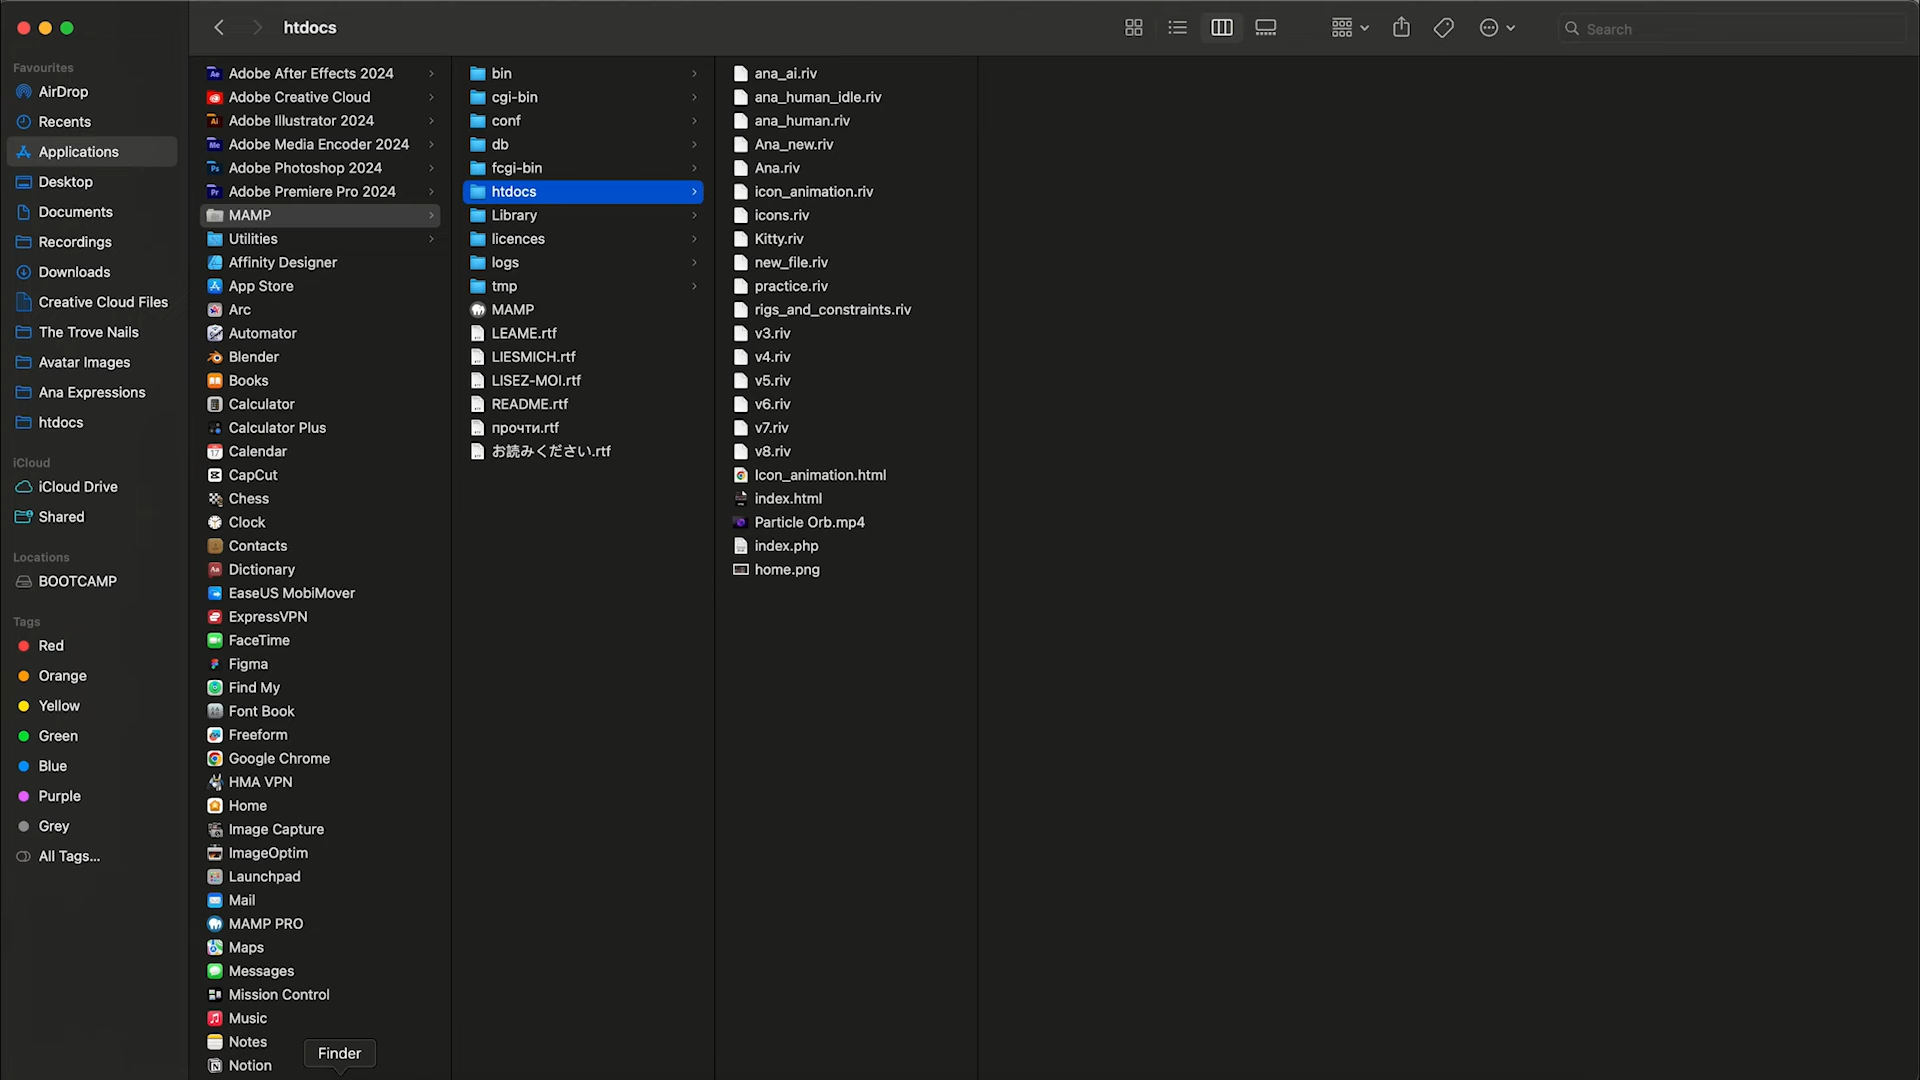 htdocs
Search
Favourites
AirDrop
Recents
Applications
Desktop
Documents
Recordings
Downloads
Creative Cloud Files
The Trove Nails
Avatar Images
Ana Expressions
htdocs
iCloud
iCloud Drive
Shared
Locations
BOOTCAMP
Tags
Red
Orange
Yellow
Green
Blue
Purple
Grey
All Tags...
Adobe After Effects 2024
Adobe Creative Cloud
Adobe Illustrator 2024
Adobe Media Encoder 2024
Adobe Photoshop 2024
Adobe Premiere Pro 2024
MAMP
Utilities
Affinity Designer
App Store
Arc
Automator
Blender
Books
Calculator
Calculator Plus
Calendar
CapCut
Chess
Clock
Contacts
Dictionary
EaseUS MobiMover
ExpressVPN
FaceTime
Figma
Find My
Font Book
Freeform
Google Chrome
HMA VPN
Home
Image Capture
ImageOptim
Launchpad
Mail
MAMP PRO
Maps
Messages
Mission Control
Music
Notes
Notion
Finder
bin
cgi-bin
conf
db
fcgi-bin
htdocs
Library
licences
logs
tmp
MAMP
LEAME.rtf
LIESMICH.rtf
LISEZ-MOI.rtf
README.rtf
прочти.rtf
お読みください.rtf
ana_ai.riv
ana_human_idle.riv
ana_human.riv
Ana_new.riv
Ana.riv
icon_animation.riv
icons.riv
Kitty.riv
new_file.riv
practice.riv
rigs_and_constraints.riv
v3.riv
v4.riv
v5.riv
v6.riv
v7.riv
v8.riv
Icon_animation.html
index.html
Particle Orb.mp4
index.php
home.png